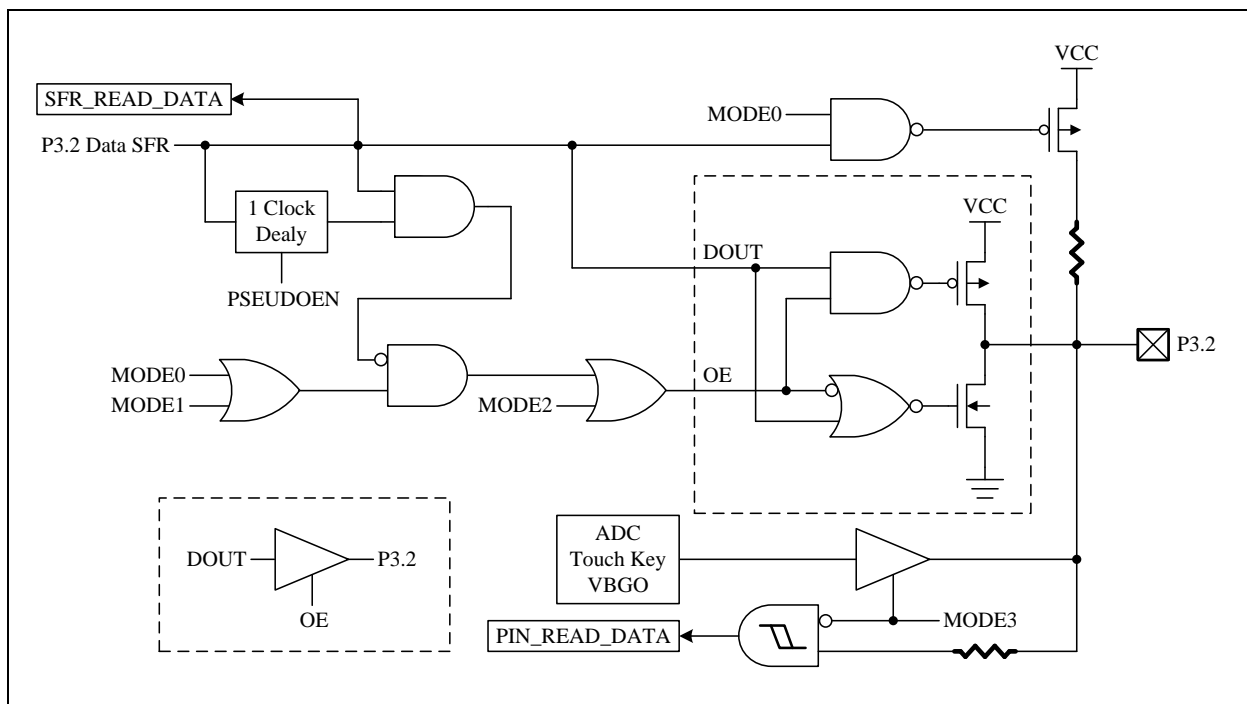 VCC
SFR_READ_DATA
MODE0
P3.2 Data SFR
1 Clock
Dealy
VCC
DOUT
PSEUDOEN
P3.2
MODE0
MODE1
MODE2
OE
ADC
Touch Key
VBGO
DOUT
P3.2
OE
MODE3
PIN_READ_DATA